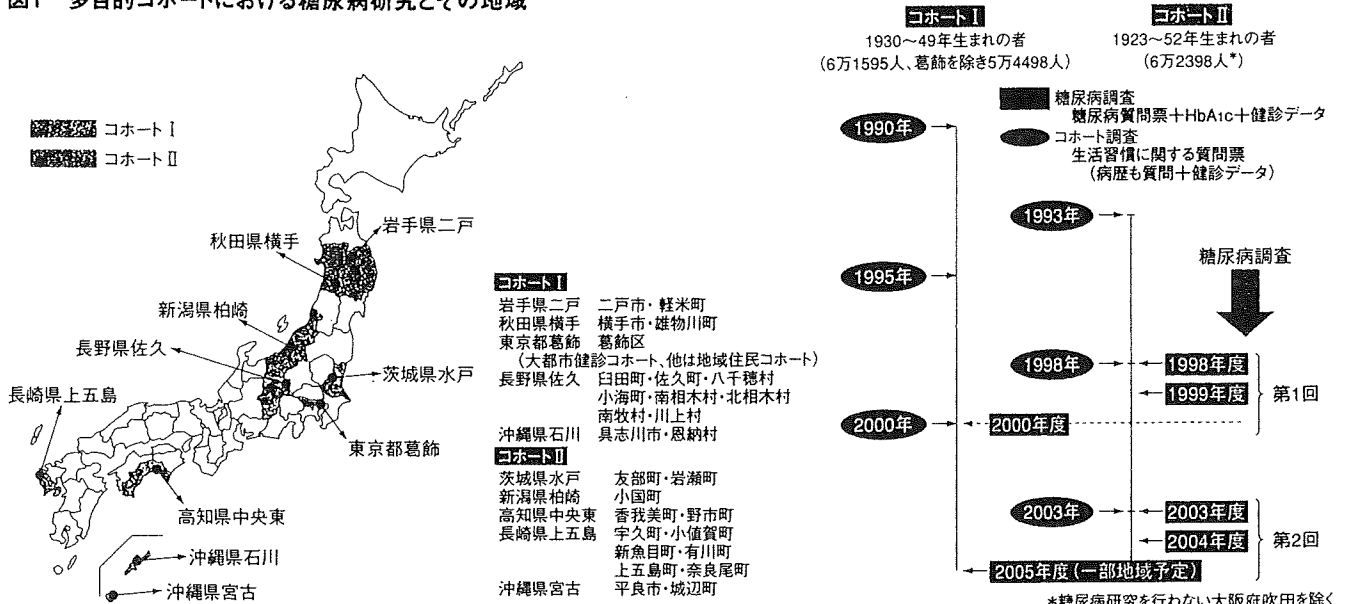 図1 多目的コホートにおける糖尿病研究とその地域
コホートⅠ
コホートⅡ
岩手県二戸
秋田県横手
新潟県柏崎
長野県佐久
茨城県水戸
長崎県上五島
東京都葛飾
高知県中央東
沖縄県石川
沖縄県宮古
コホートⅠ
岩手県二戸 二戸市・軽米町
秋田県横手 横手市・雄物川町
東京都葛飾 葛飾区
(大都市健診コホート、他は地域住民コホート)
長野県佐久 臼田町・佐久町・八千穂村
小海町・南相木村・北相木村
南牧村・川上村
沖縄県石川 具志川市・恩納村
コホートⅡ
茨城県水戸 友部町・岩瀬町
新潟県柏崎 小国町
高知県中央東 香我美町・野市町
長崎県上五島 宇久町・小値賀町
新魚目町・有川町
上五島町・奈良尾町
沖縄県宮古 平良市・城辺町
コホートⅠ
1930〜49年生まれの者
(6万1595人、葛飾を除き5万4498人)
コホートⅡ
1923〜52年生まれの者
(6万2398人*)
糖尿病調査
糖尿病質問票+HbA1c+健診データ
コホート調査
生活習慣に関する質問票
(病歴も質問+健診データ)
1990年
1993年
1995年
糖尿病調査
1998年
1998年度
1999年度
第1回
2000年
2000年度
2003年
2003年度
2004年度
第2回
2005年度(一部地域予定)
*糖尿病研究を行わない大阪府吹田を除く